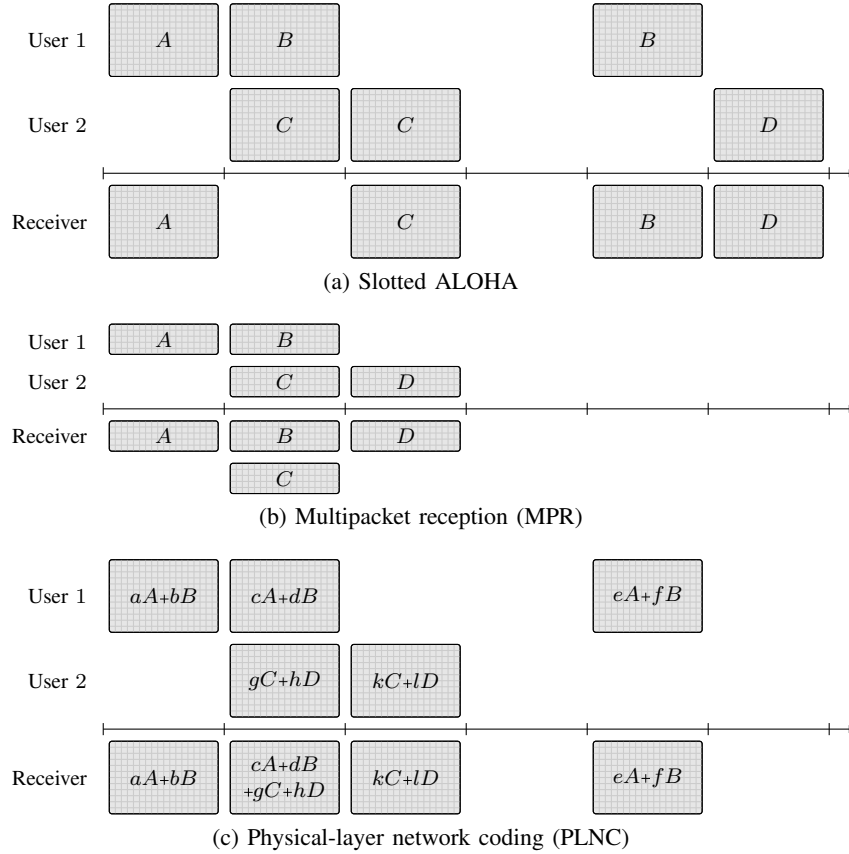 User 1 A B B
User 2 C C D
Receiver A C B D
(a) Slotted ALOHA
User 1 A B
User 2 C D
Receiver A B D
C
(b) Multipacket reception (MPR)
User 1 aA+bB cA+dB eA+fB
User 2 gC+hD kC+lD
Receiver aA+bB cA+dB +gC+hD kC+lD eA+fB
(c) Physical-layer network coding (PLNC)